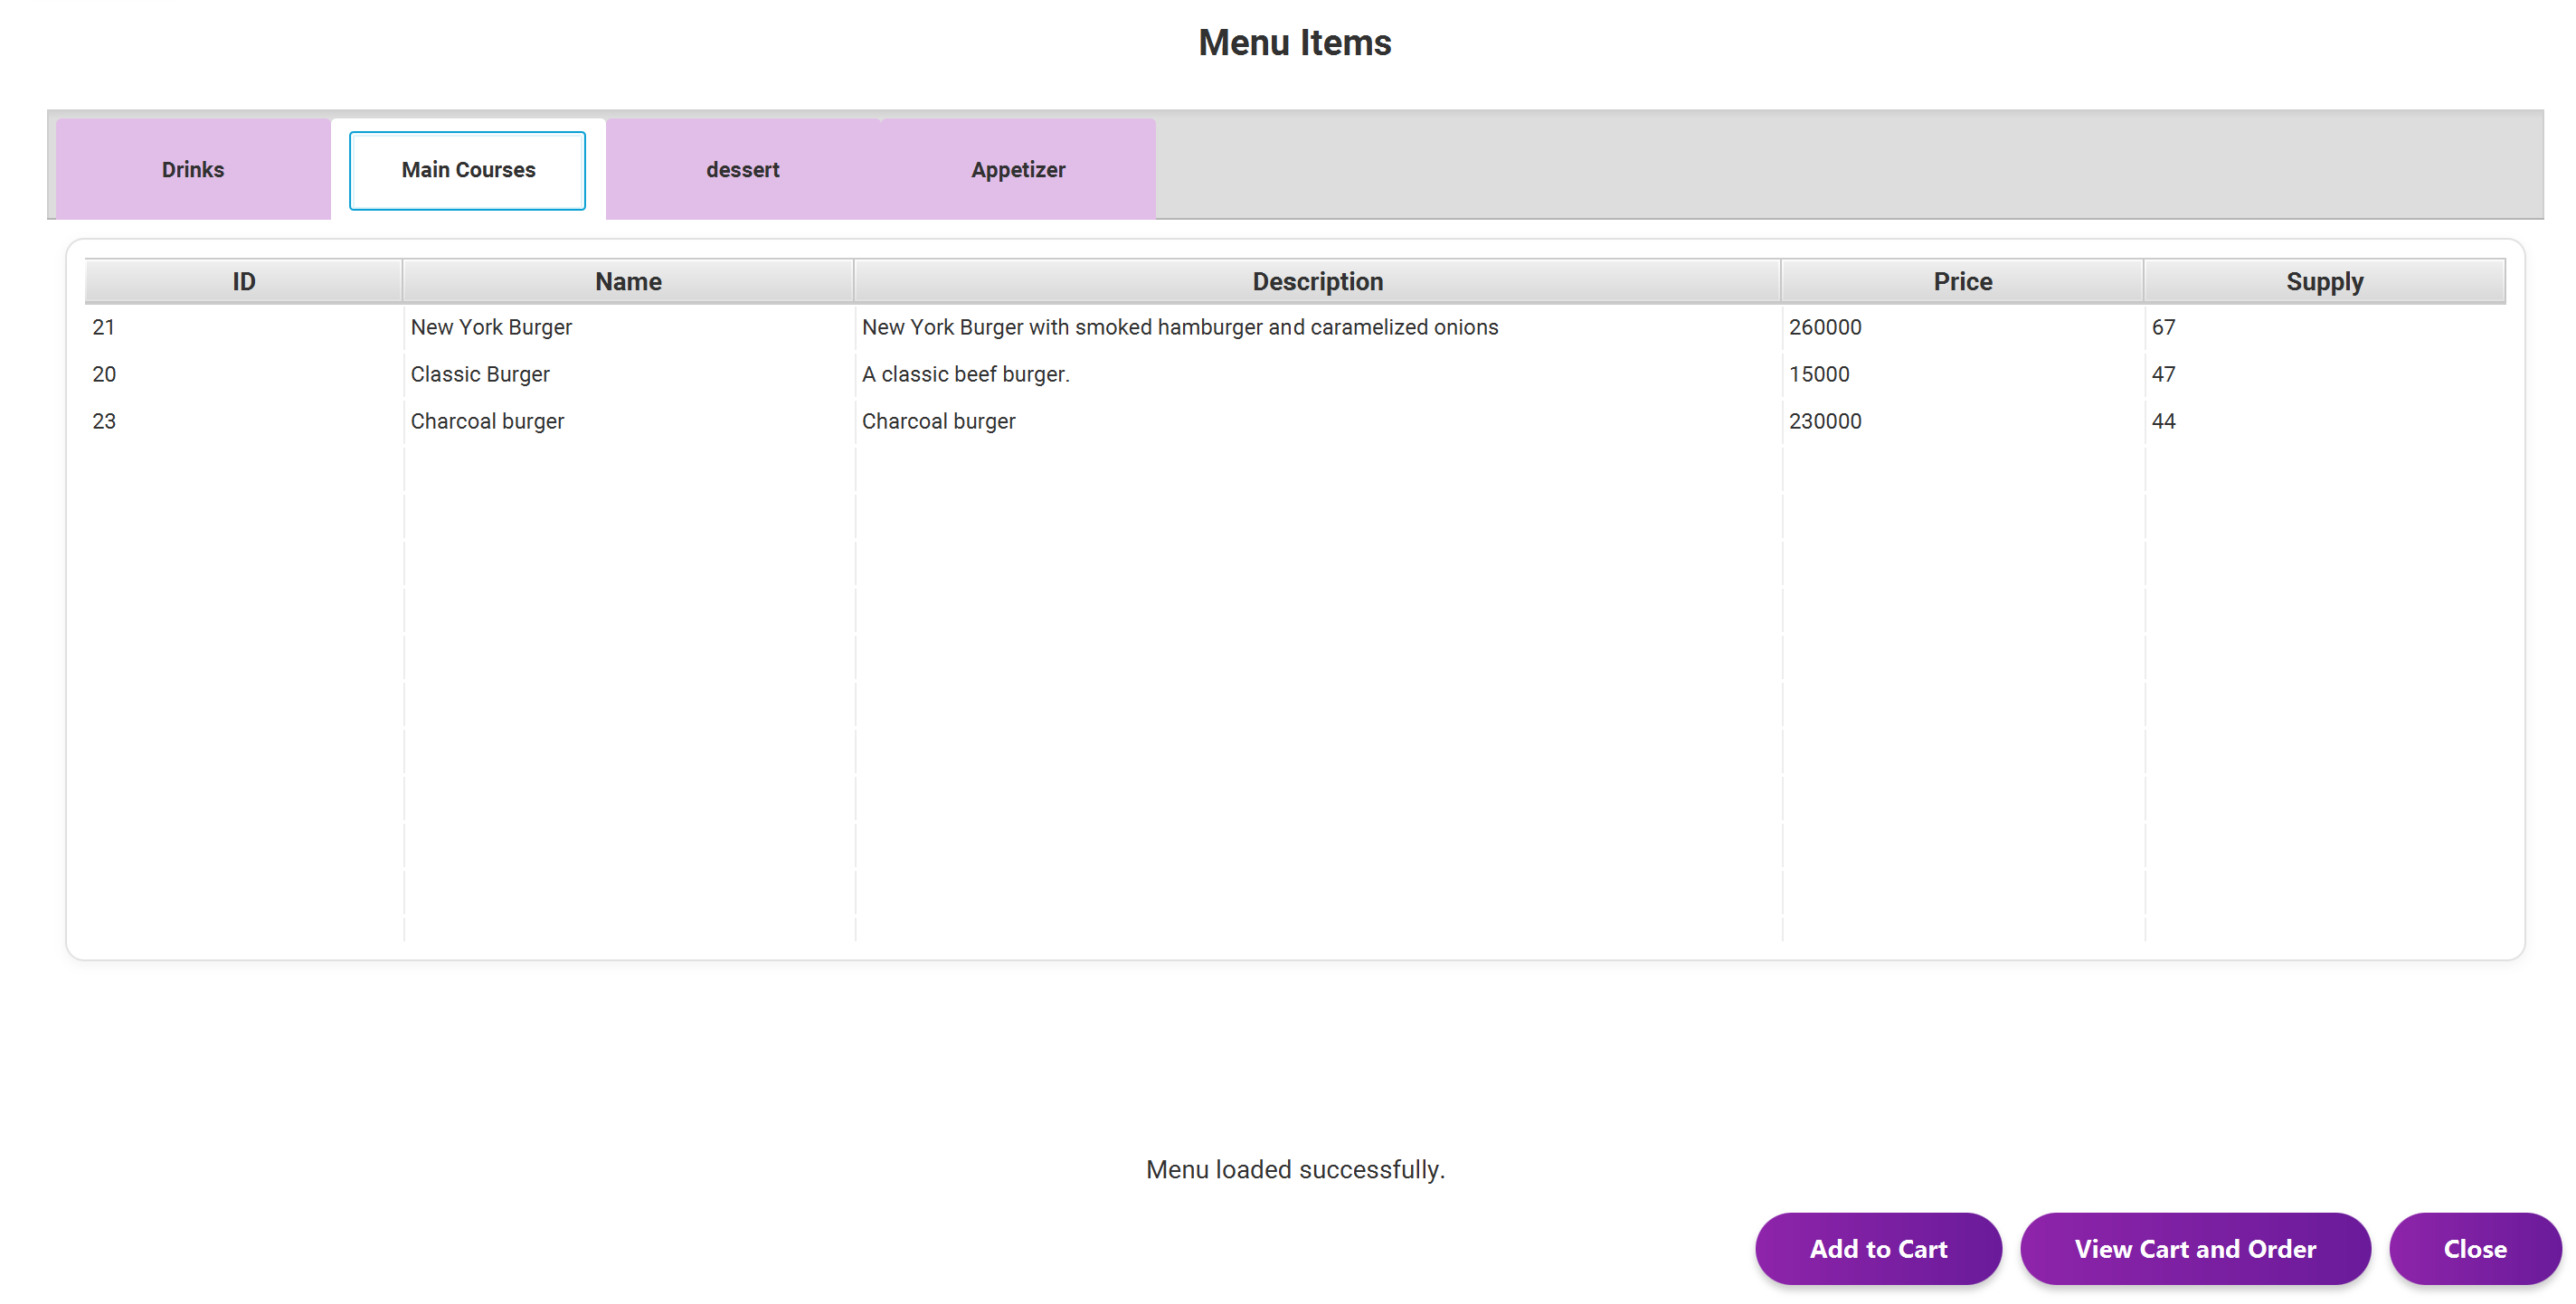 Menu Items
Drinks Main Courses dessert Appetizer
ID Name Description Price Supply
21 New York Burger New York Burger with smoked hamburger and caramelized onions 260000 67
20 Classic Burger A classic beef burger. 15000 47
23 Charcoal burger Charcoal burger 230000 44
Menu loaded successfully.
Add to Cart View Cart and Order Close